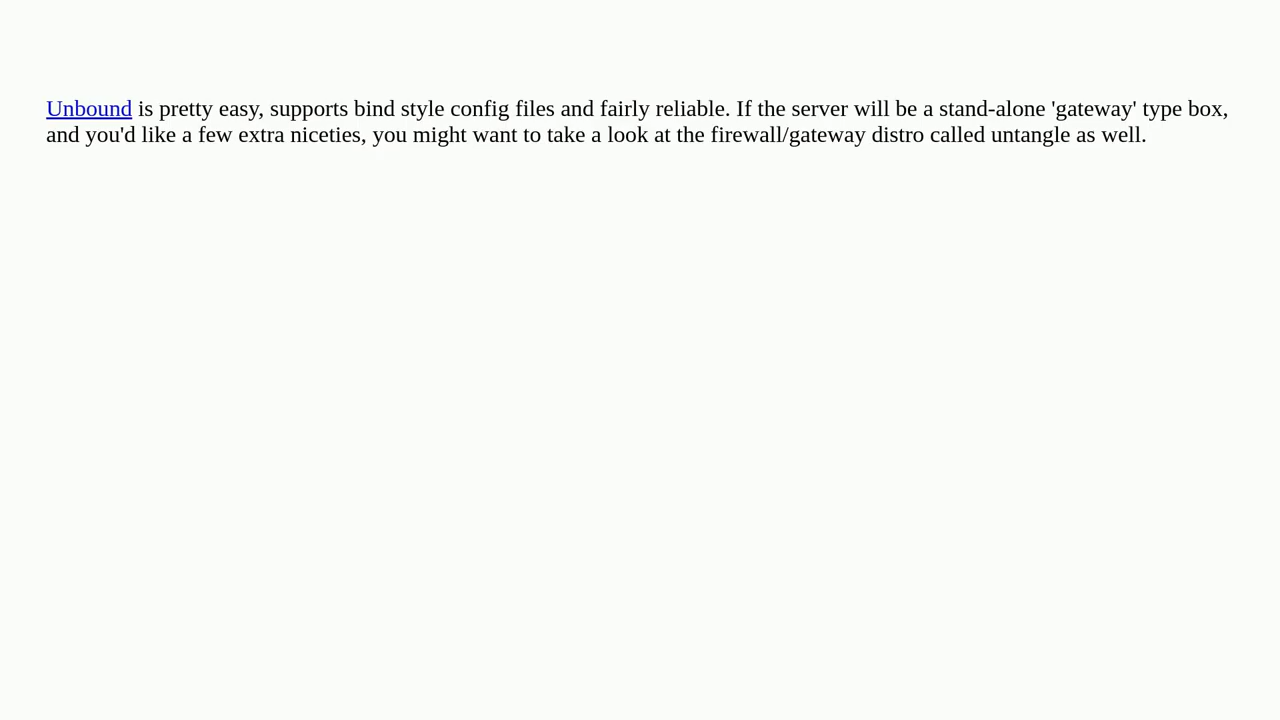 Unbound is pretty easy, supports bind style config files and fairly reliable. If the server will be a stand-alone 'gateway' type box,
and you'd like a few extra niceties, you might want to take a look at the firewall/gateway distro called untangle as well.